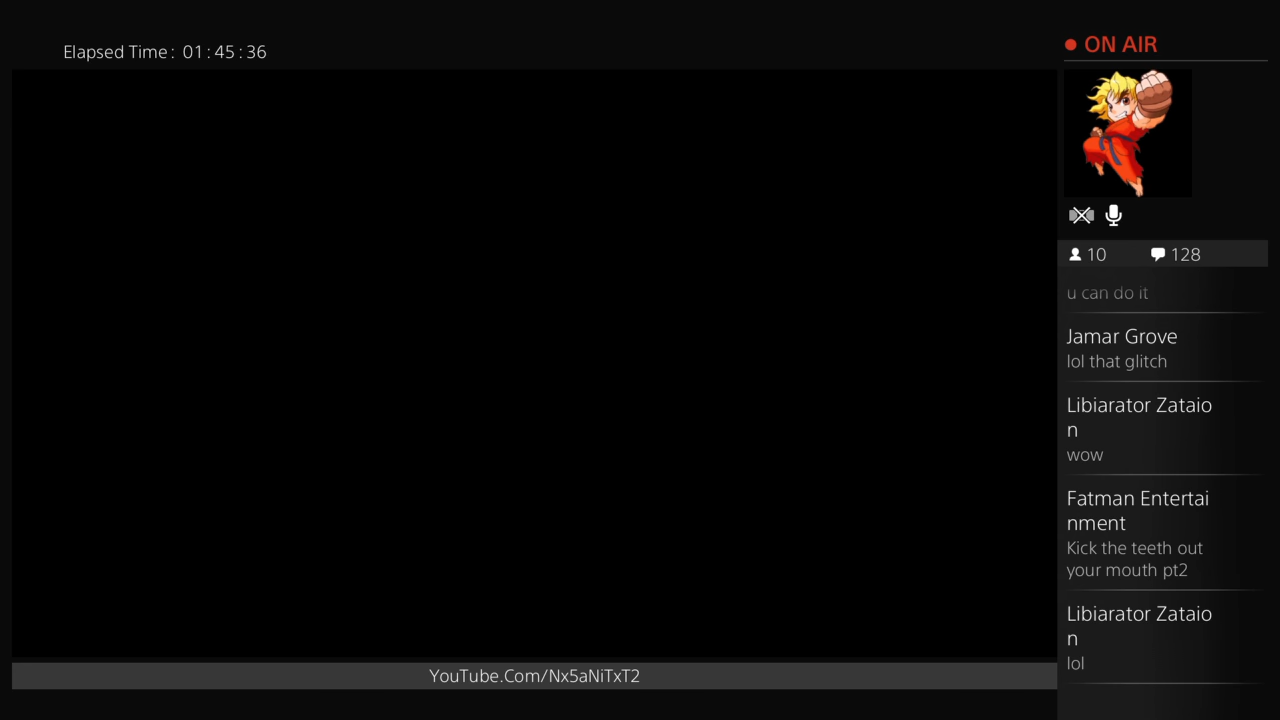 Elapsed Time: 01:45:36
ON AIR
10 128
u can do it
Jamar Grove
lol that glitch
Libiarator Zataio
n
wow
Fatman Entertai
nment
Kick the teeth out
your mouth pt2
Libiarator Zataio
n
lol
YouTube.Com/Nx5aNiTxT2